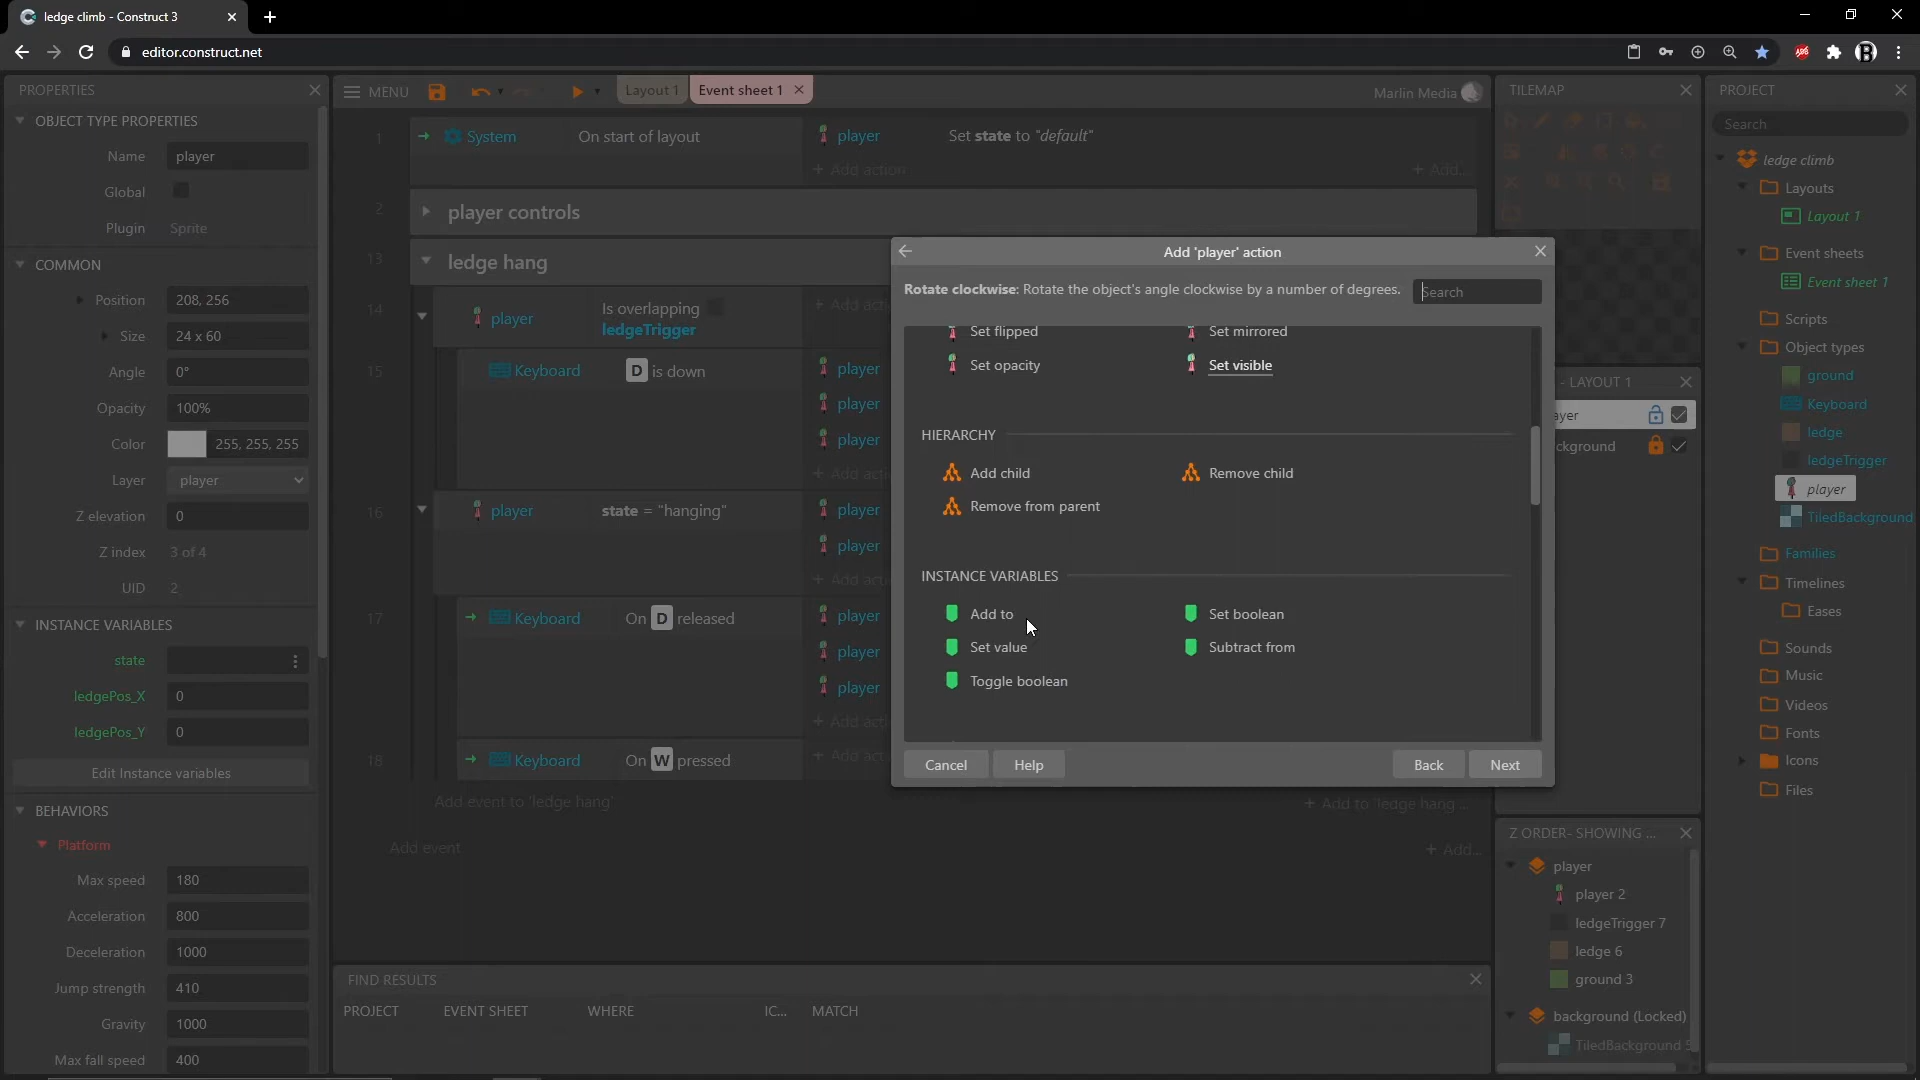 ledge climb - Construct 3
editor.construct.net
PROPERTIES
OBJECT TYPE PROPERTIES
Name player
Global
Plugin Sprite
COMMON
Position 208, 256
Size 24 x 60
Angle 0°
Opacity 100%
Color 255, 255, 255
Layer player
Z elevation 0
Z index 3 of 4
UID 2
INSTANCE VARIABLES
state
ledgePos_X 0
ledgePos_Y 0
Edit Instance variables
BEHAVIORS
Platform
Max speed 180
Acceleration 800
Deceleration 1000
Jump strength 410
Gravity 1000
Max fall speed 400
MENU
Layout 1
Event sheet 1
Marlin Media
1 System On start of layout player Set state to "default"
+ Add action + Add...
2 player controls
13 ledge hang
14 player Is overlapping
ledgeTrigger
15 Keyboard D is down player
player
player
16 player state = "hanging" player
player
17 Keyboard On D released player
player
player
18 Keyboard On W pressed
Add event to 'ledge hang' + Add to 'ledge hang'...
Add event + Add...
FIND RESULTS
PROJECT EVENT SHEET WHERE IC... MATCH
Add 'player' action
Rotate clockwise: Rotate the object's angle clockwise by a number of degrees. Search
Set flipped Set mirrored
Set opacity Set visible
HIERARCHY
Add child Remove child
Remove from parent
INSTANCE VARIABLES
Add to Set boolean
Set value Subtract from
Toggle boolean
Cancel Help Back Next
TILEMAP
- LAYOUT 1
ayer
ckground
Z ORDER- SHOWING ...
player
player 2
ledgeTrigger 7
ledge 6
ground 3
background (Locked)
TiledBackground 5
PROJECT
Search
ledge climb
Layouts
Layout 1
Event sheets
Event sheet 1
Scripts
Object types
ground
Keyboard
ledge
ledgeTrigger
player
TiledBackground
Families
Timelines
Eases
Sounds
Music
Videos
Fonts
Icons
Files